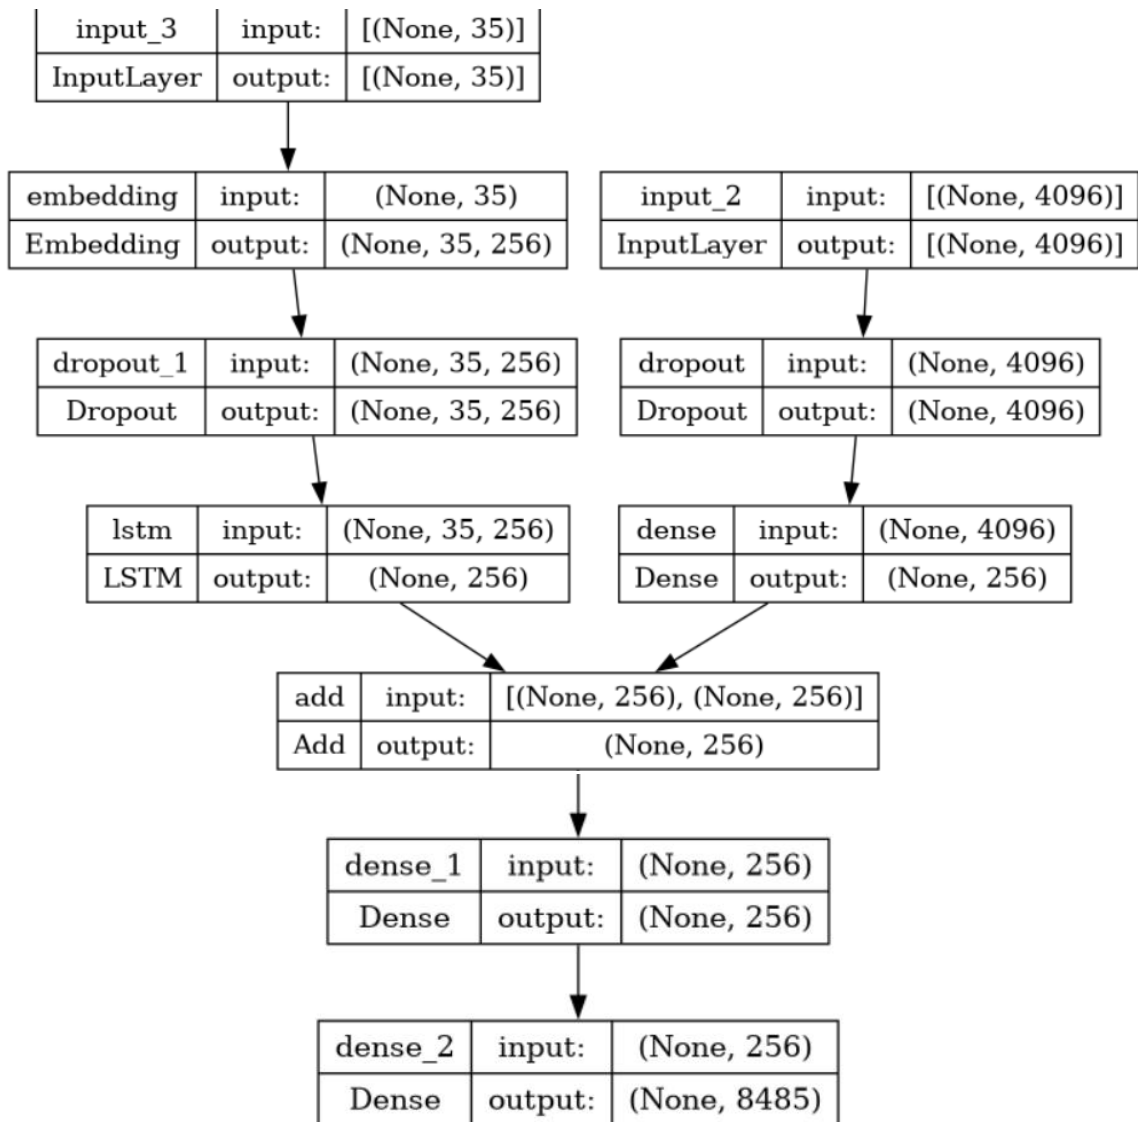 input_3 input: [(None, 35)]
InputLayer output: [(None, 35)]
embedding input: (None, 35)
Embedding output: (None, 35, 256)
input_2 input: [(None, 4096)]
InputLayer output: [(None, 4096)]
dropout_1 input: (None, 35, 256)
Dropout output: (None, 35, 256)
dropout input: (None, 4096)
Dropout output: (None, 4096)
lstm input: (None, 35, 256)
LSTM output: (None, 256)
dense input: (None, 4096)
Dense output: (None, 256)
add input: [(None, 256), (None, 256)]
Add output: (None, 256)
dense_1 input: (None, 256)
Dense output: (None, 256)
dense_2 input: (None, 256)
Dense output: (None, 8485)